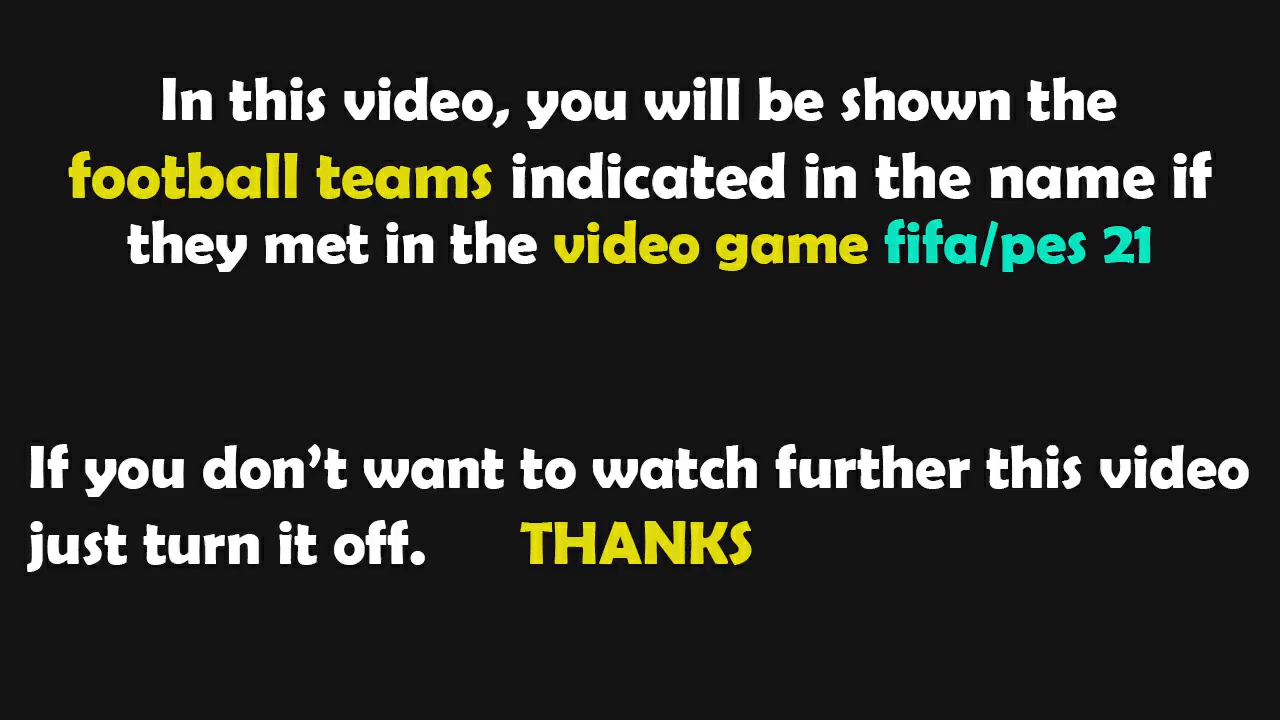 In this video, you will be shown the
football teams indicated in the name if
they met in the video game fifa/pes 21
If you don't want to watch further this video
just turn it off. THANKS